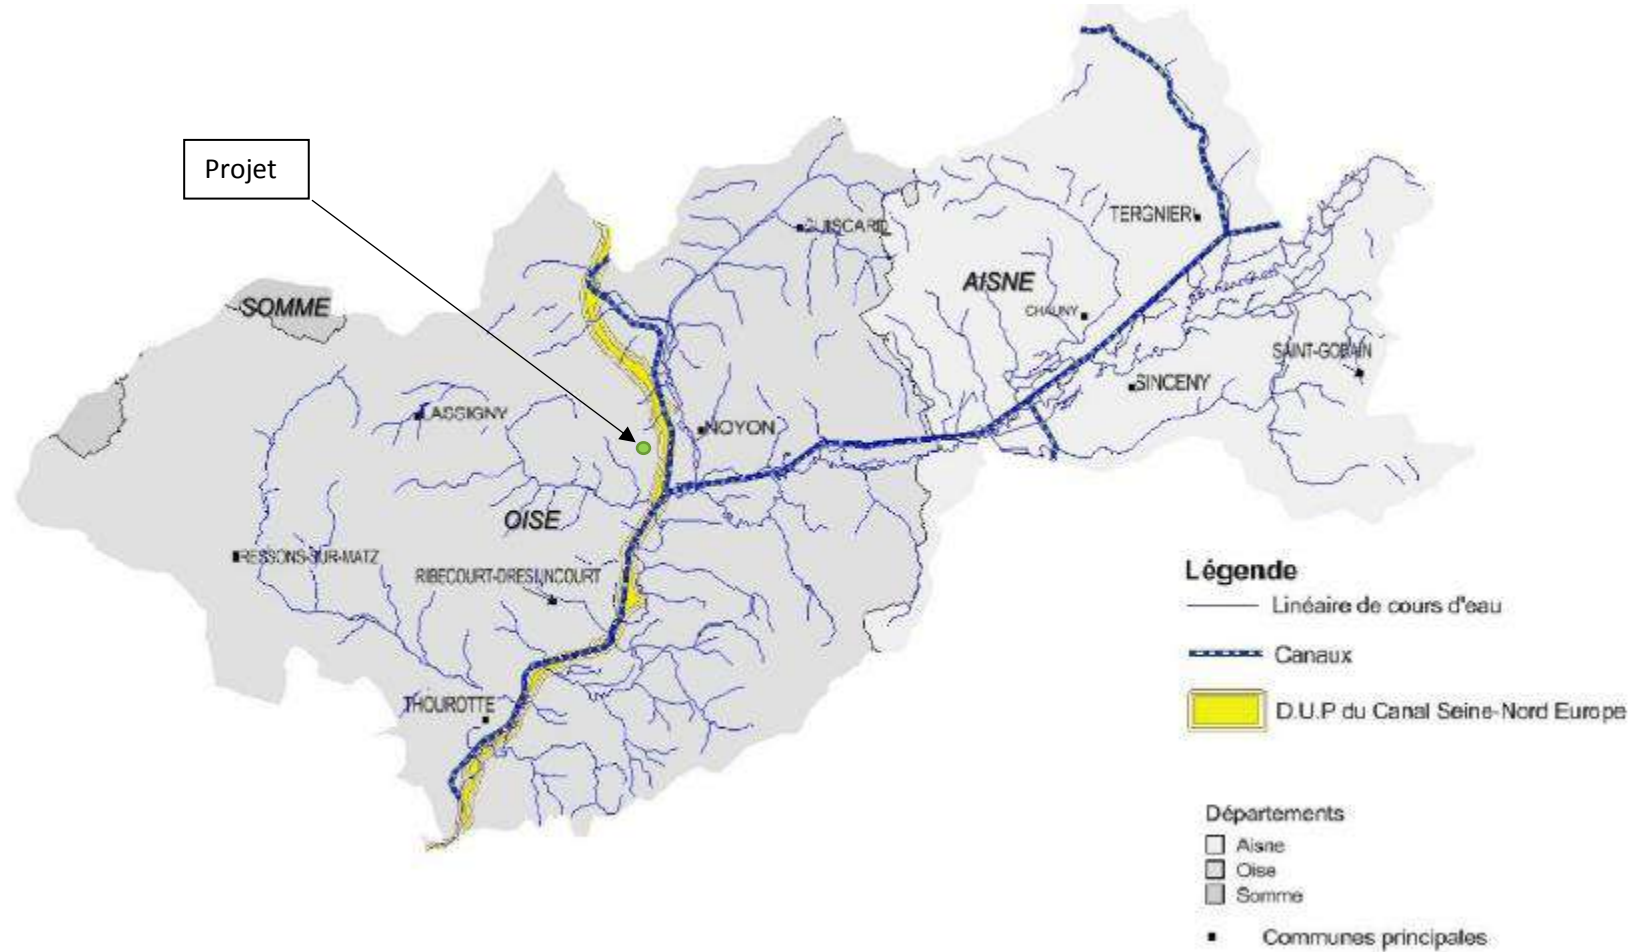 Projet
TERGNIER
GUISCARD
AISNE
SOMME
CHAUNY
SAINT-GOBAIN
SINCENY
LASSIGNY
NOYON
OISE
RESSONS-SUR-MATZ
RIBECOURT-DRESLINCOURT
THOUROTTE
Légende
Linéaire de cours d'eau
Canaux
D.U.P du Canal Seine-Nord Europe
Départements
Aisne
Oise
Somme
Communes principales